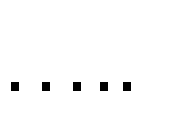 . . . . .